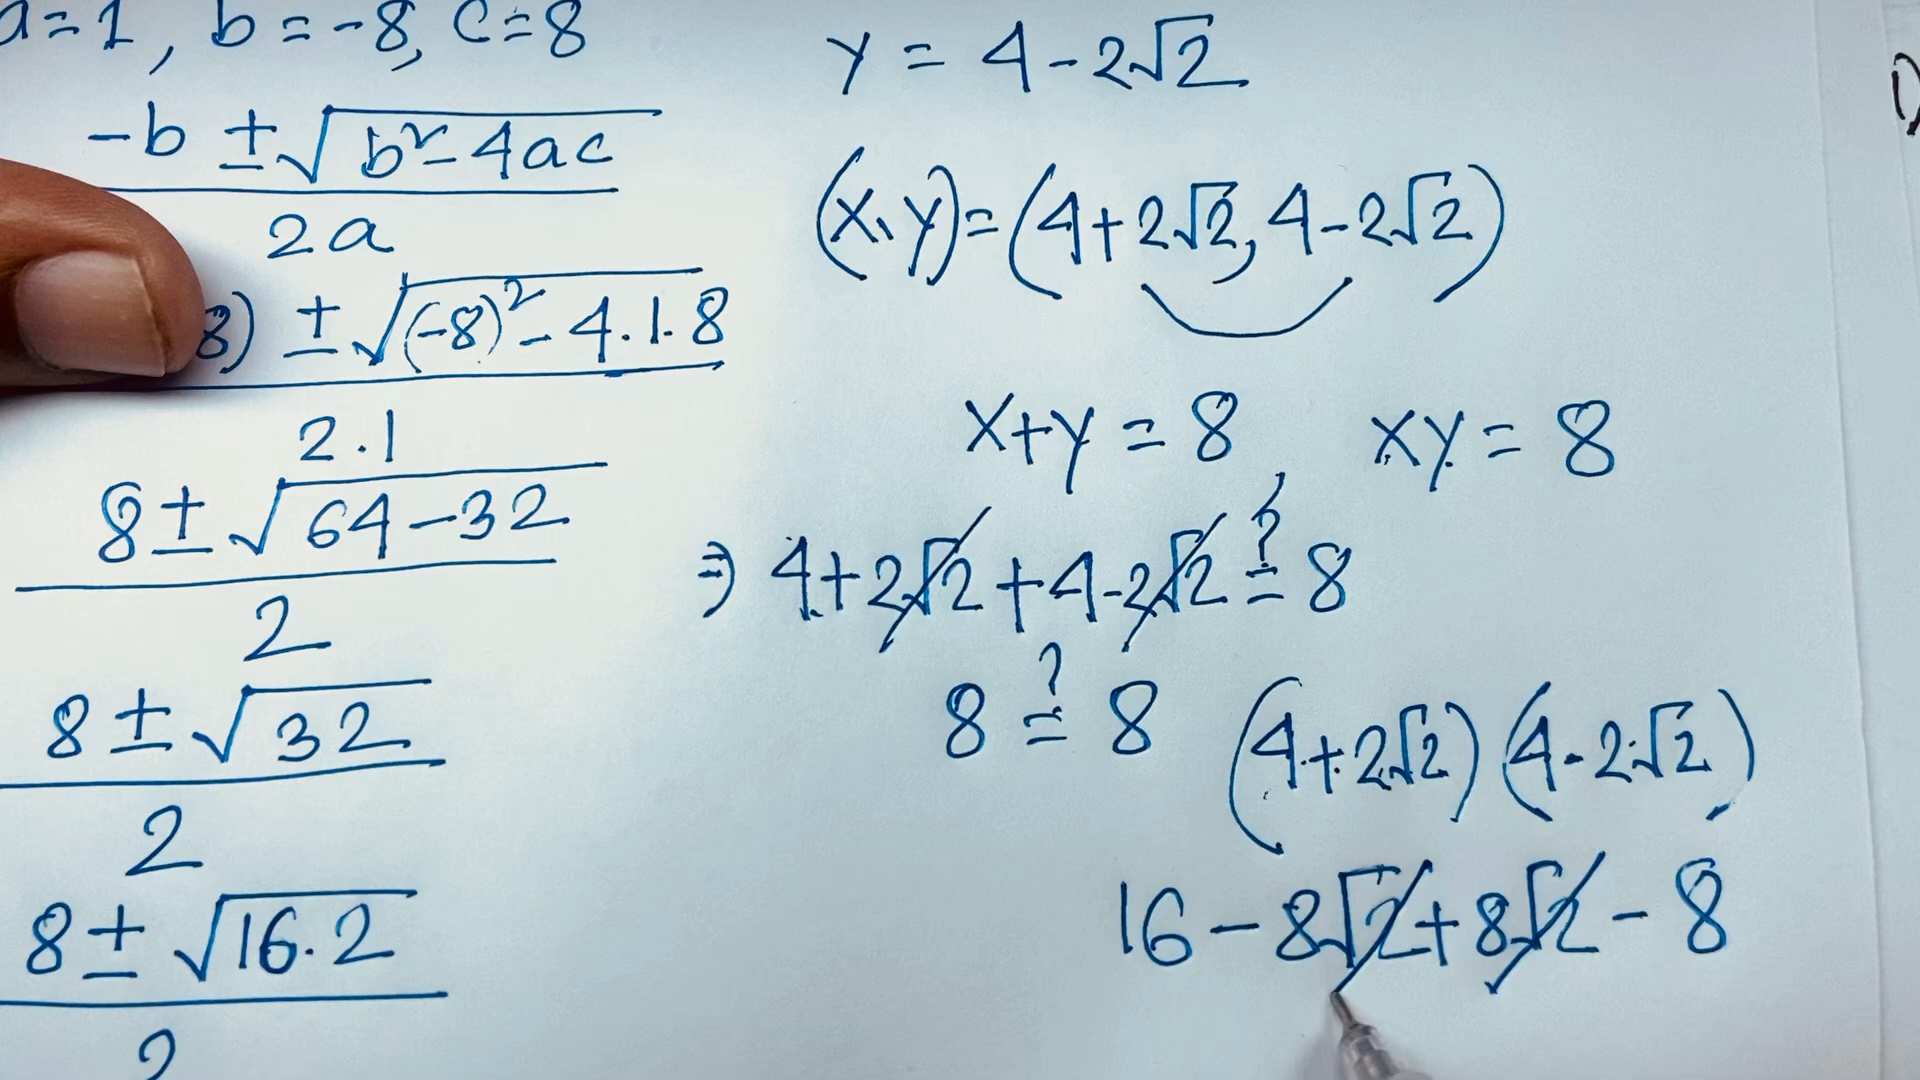 a=1, b=-8, c=8
-b ± √b²-4ac
2a
8) ± √(-8)²-4.1.8
2.1
8 ± √64-32
2
8 ± √32
2
8 ± √16.2
2
y = 4-2√2
(x,y)=(4+2√2, 4-2√2)
x+y=8 xy=8
⇒ 4+2√2+4-2√2 ?= 8
8 ?= 8
(4+2√2)(4-2√2)
16-8√2+8√2-8